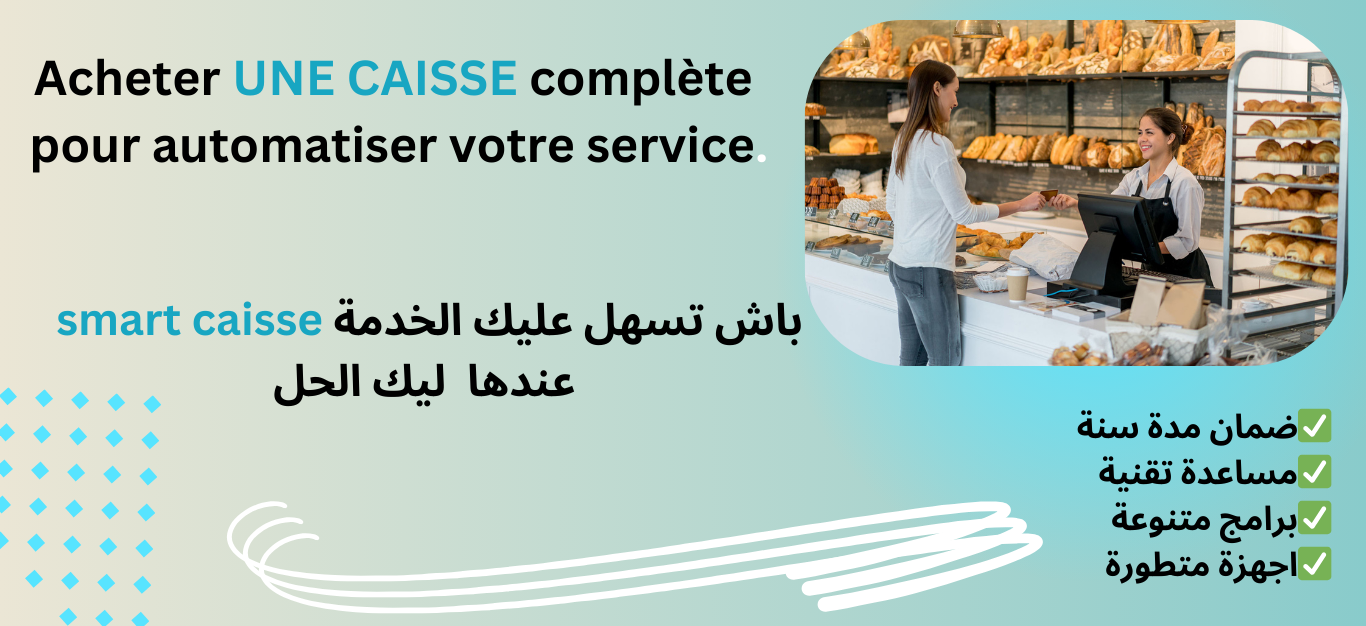 Acheter UNE CAISSE complète
pour automatiser votre service.
باش تسهل عليك الخدمة smart caisse
عندها ليك الحل
✅ضمان مدة سنة
✅مساعدة تقنية
✅برامج متنوعة
✅اجهزة متطورة